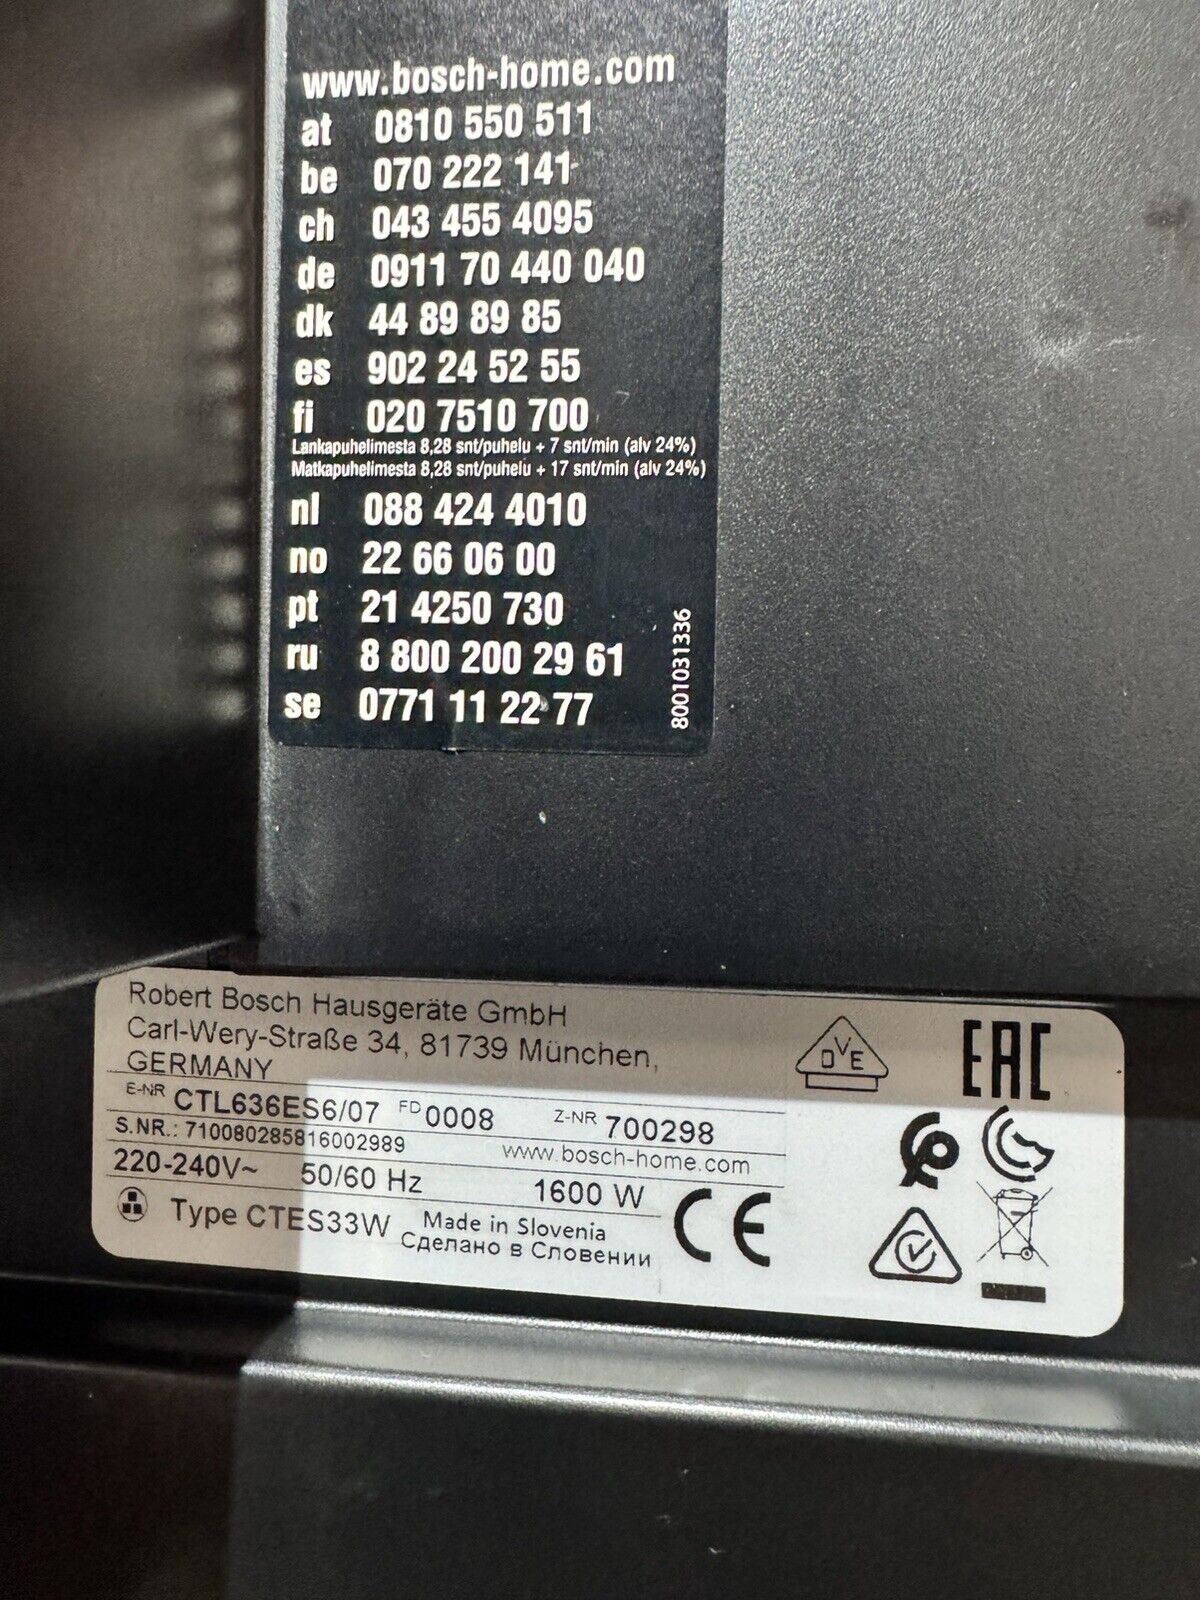 www.bosch-home.com
at 0810 550 511
be 070 222 141
ch 043 455 4095
de 0911 70 440 040
dk 44 89 89 85
es 902 24 52 55
fi 020 7510 700
Lankapuhelimesta 8,28 snt/puhelu + 7 snt/min (alv 24%)
Matkapuhelimesta 8,28 snt/puhelu + 17 snt/min (alv 24%)
nl 088 424 4010
no 22 66 06 00
pt 21 4250 730
ru 8 800 200 29 61
se 0771 11 22 77
8001031336
Robert Bosch Hausgeräte GmbH
Carl-Wery-Straße 34, 81739 München,
GERMANY
E-NR CTL636ES6/07 FD 0008 Z-NR 700298
S.NR.: 710080285816002989 www.bosch-home.com
220-240V~ 50/60 Hz 1600 W
Type CTES33W Made in Slovenia
Сделано в Словении
CE
DVE
EAC